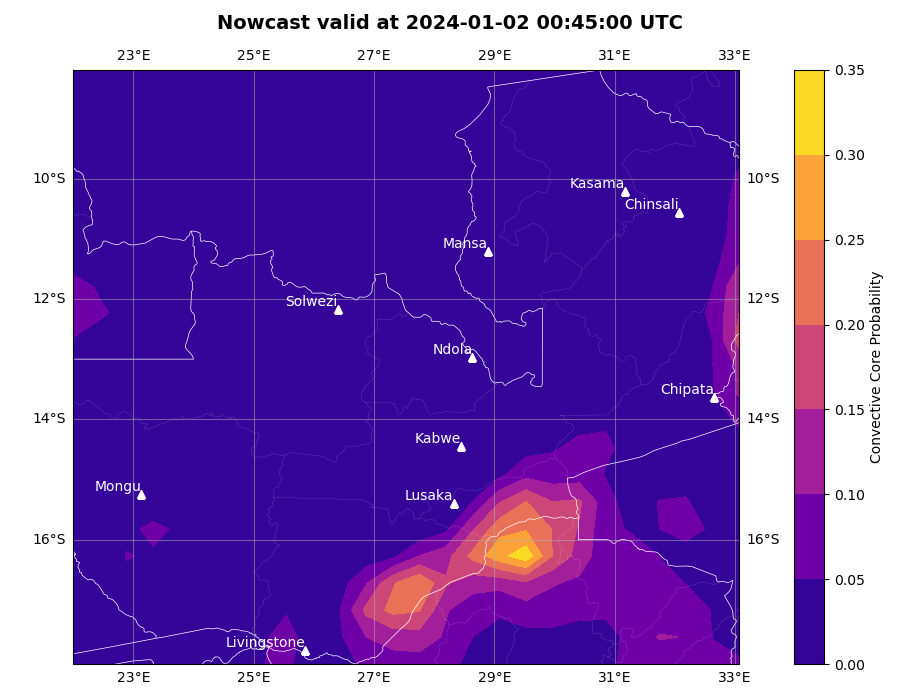 Nowcast valid at 2024-01-02 00:45:00 UTC
23°E 25°E 27°E 29°E 31°E 33°E
0.35
0.30
10°S Kasama 10°S
Chinsali
0.25
Mansa
12°S 12°S
Solwezi
0.20
Ndola
Chipata
0.15
14°S 14°S
Kabwe
Mongu
Lusaka
0.10
16°S 16°S
0.05
Livingstone
0.00
23°E 25°E 27°E 29°E 31°E 33°E
Convective Core Probability